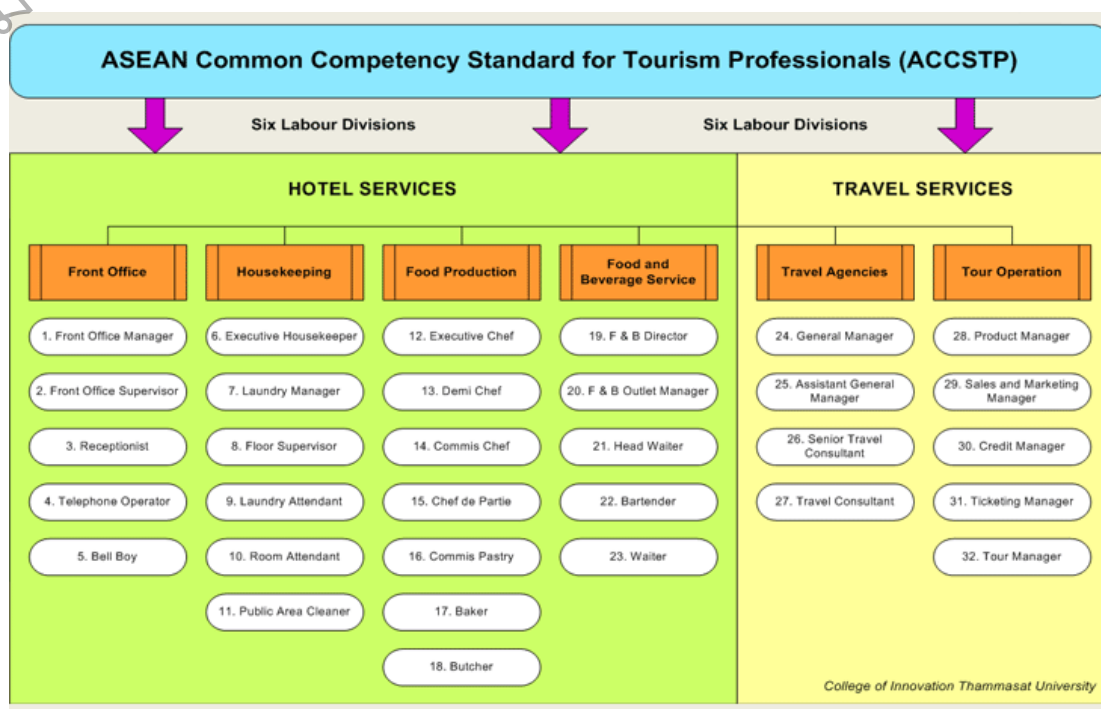 ASEAN Common Competency Standard for Tourism Professionals (ACCSTP)
Six Labour Divisions
Six Labour Divisions
HOTEL SERVICES
Front Office
1. Front Office Manager
2. Front Office Supervisor
3. Receptionist
4. Telephone Operator
5. Bell Boy
Housekeeping
6. Executive Housekeeper
7. Laundry Manager
8. Floor Supervisor
9. Laundry Attendant
10. Room Attendant
11. Public Area Cleaner
Food Production
12. Executive Chef
13. Demi Chef
14. Commis Chef
15. Chef de Partie
16. Commis Pastry
17. Baker
18. Butcher
Food and
Beverage Service
19. F & B Director
20. F & B Outlet Manager
21. Head Waiter
22. Bartender
23. Waiter
TRAVEL SERVICES
Travel Agencies
24. General Manager
25. Assistant General
Manager
26. Senior Travel
Consultant
27. Travel Consultant
Tour Operation
28. Product Manager
29. Sales and Marketing
Manager
30. Credit Manager
31. Ticketing Manager
32. Tour Manager
College of Innovation Thammasat University